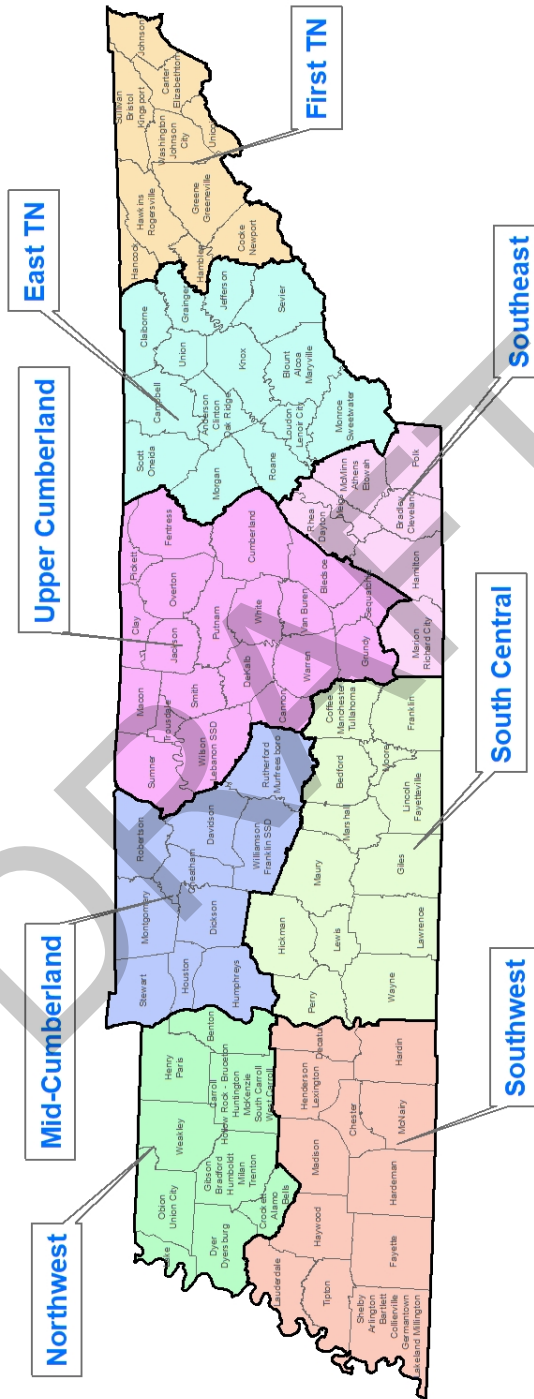 Northwest
Mid-Cumberland
Upper Cumberland
East TN
First TN
Southwest
South Central
Southeast
DRAFT
Lake
Obion
Union City
Weakley
Henry
Paris
Benton
Dyer
Dyersburg
Gibson
Bradford
Humboldt
Milan
Trenton
Carroll
Hollow Rock - Bruceton
Huntington
McKenzie
South Carroll
West Carroll
Crockett
Alamo
Bells
Lauderdale
Tipton
Haywood
Madison
Henderson
Lexington
Decatur
Chester
Shelby
Arlington
Bartlett
Collierville
Germantown
Lakeland Millington
Fayette
Hardeman
McNairy
Hardin
Stewart
Montgomery
Robertson
Houston
Humphreys
Dickson
Cheatham
Davidson
Williamson
Franklin SSD
Rutherford
Murfreesboro
Perry
Hickman
Lewis
Wayne
Lawrence
Maury
Giles
Marshall
Bedford
Moore
Lincoln
Fayetteville
Coffee
Manchester
Tullahoma
Franklin
Sumner
Macon
Trousdale
Wilson
Lebanon SSD
Smith
Clay
Pickett
Jackson
Overton
Fentress
Putnam
DeKalb
White
Cumberland
Cannon
Warren
Van Buren
Bledsoe
Grundy
Sequatchie
Scott
Oneida
Campbell
Claiborne
Morgan
Anderson
Clinton
Oak Ridge
Union
Grainger
Knox
Jefferson
Roane
Loudon
Lenoir City
Blount
Alcoa
Maryville
Sevier
Monroe
Sweetwater
Marion
Richard City
Hamilton
Rhea
Dayton
Meigs
McMinn
Athens
Etowah
Bradley
Cleveland
Polk
Hancock
Hawkins
Rogersville
Hamblen
Greene
Greeneville
Cocke
Newport
Sullivan
Bristol
Kingsport
Washington
Johnson
City
Unicoi
Carter
Elizabethton
Johnson